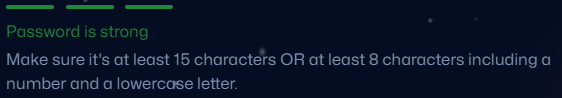 Password is strong
Make sure it's at least 15 characters OR at least 8 characters including a
number and a lowercase letter.